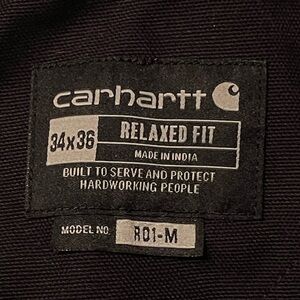 carhartt
34x36
RELAXED FIT
MADE IN INDIA
BUILT TO SERVE AND PROTECT
HARDWORKING PEOPLE
MODEL NO. R01-M